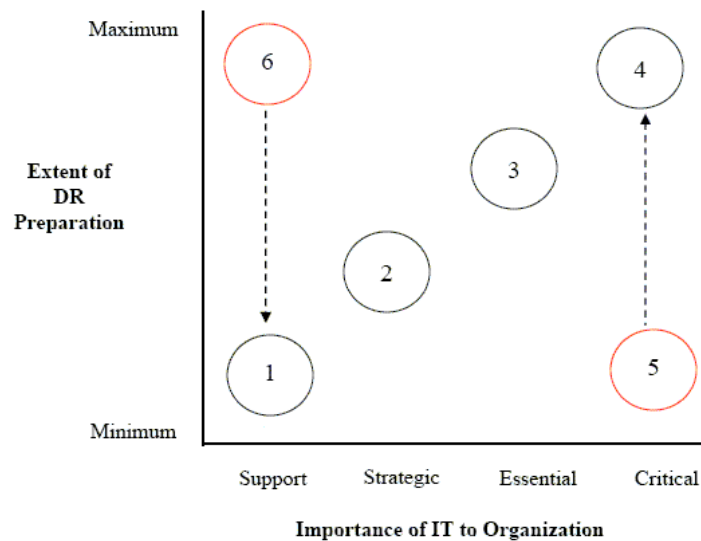 Maximum
6
4
Extent of
DR
Preparation
3
2
1
5
Minimum
Support Strategic Essential Critical
Importance of IT to Organization